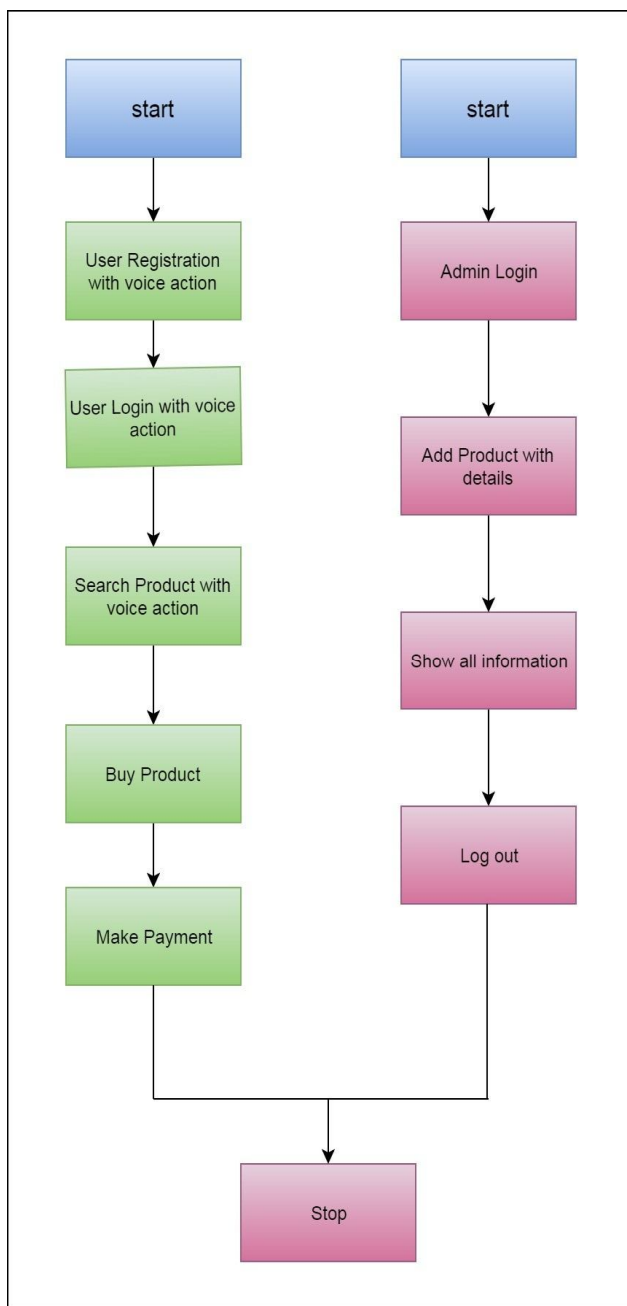 start
User Registration
with voice action
User Login with voice
action
Search Product with
voice action
Buy Product
Make Payment
start
Admin Login
Add Product with
details
Show all information
Log out
Stop